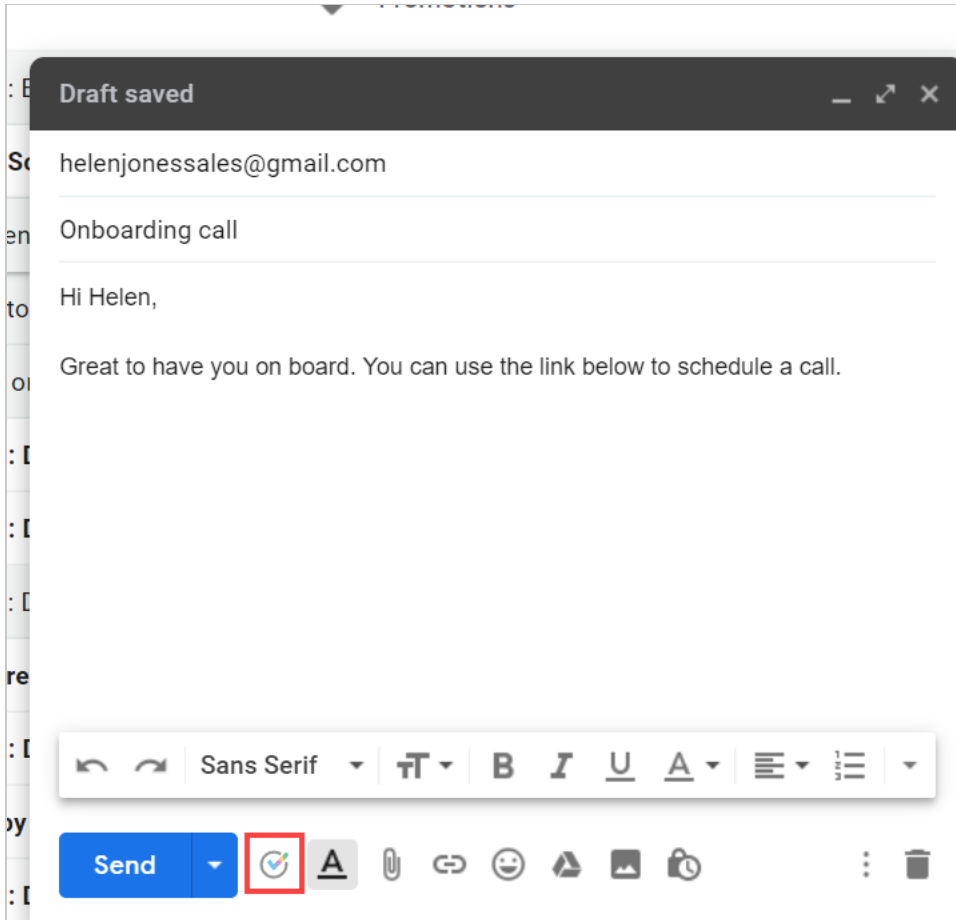 Draft saved
helenjonessales@gmail.com
Onboarding call
Hi Helen,
Great to have you on board. You can use the link below to schedule a call.
Sans Serif
B I U A
Send
A